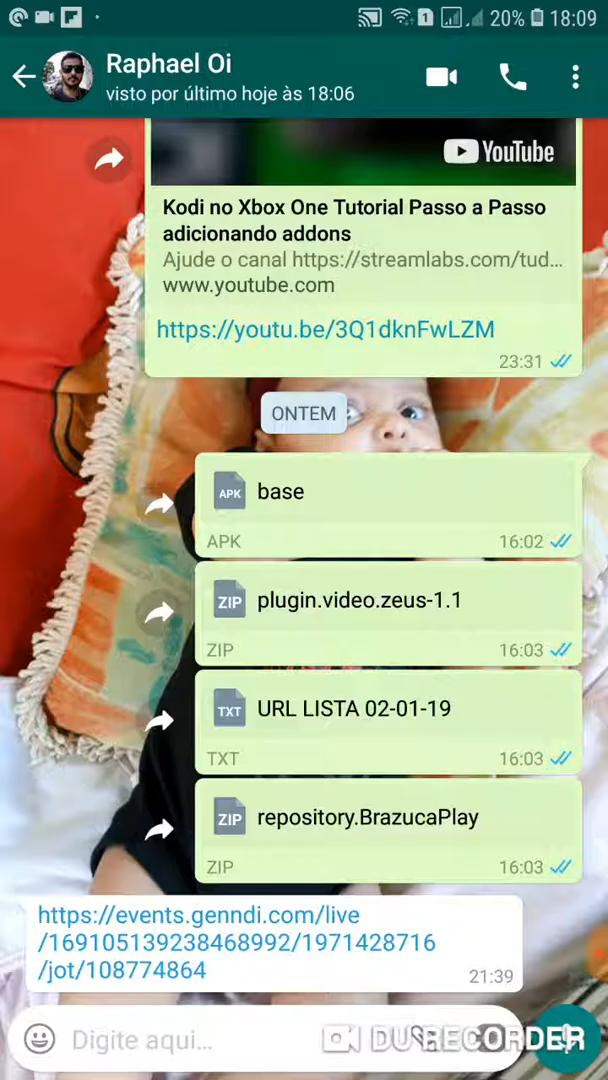 20% 18:09
Raphael Oi
visto por último hoje às 18:06
YouTube
Kodi no Xbox One Tutorial Passo a Passo
adicionando addons
Ajude o canal https://streamlabs.com/tud...
www.youtube.com
https://youtu.be/3Q1dknFwLZM
23:31
ONTEM
APK base
APK 16:02
ZIP plugin.video.zeus-1.1
ZIP 16:03
TXT URL LISTA 02-01-19
TXT 16:03
ZIP repository.BrazucaPlay
ZIP 16:03
https://events.genndi.com/live
/169105139238468992/1971428716
/jot/108774864
21:39
Digite aqui...
DU RECORDER